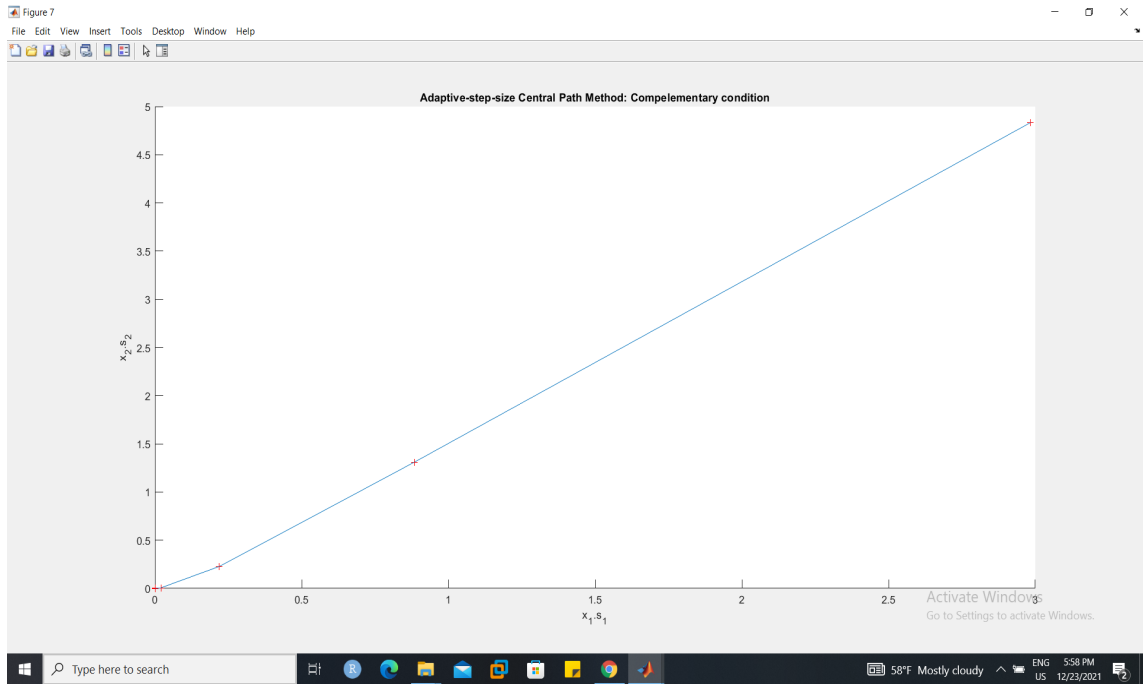 Figure 7
File Edit View Insert Tools Desktop Window Help
Adaptive-step-size Central Path Method: Compelementary condition
5
4.5
4
3.5
3
2.5
2
1.5
1
0.5
0
x₂.s₂
0 0.5 1 1.5 2 2.5 3
x₁.s₁
Activate Windows
Go to Settings to activate Windows.
Type here to search
R
58°F Mostly cloudy
ENG
US
5:58 PM
12/23/2021
2